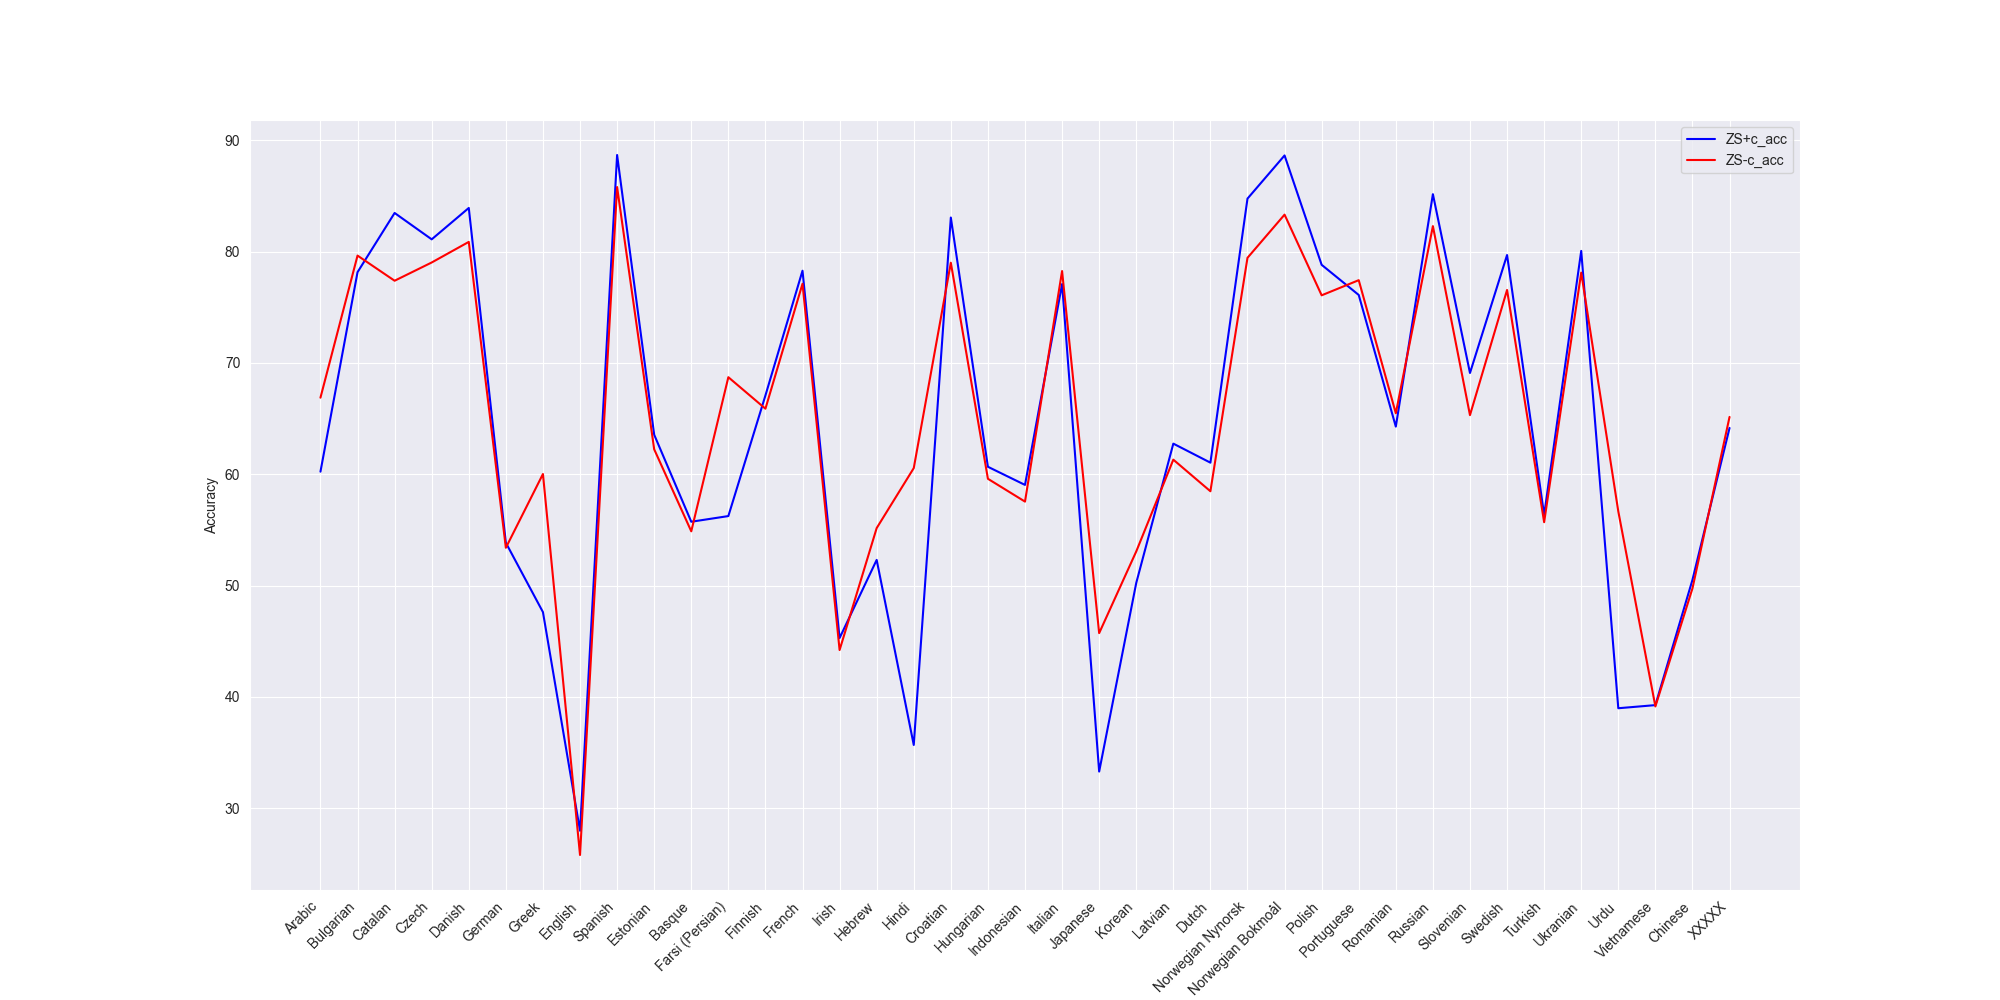 ZS+c_acc
ZS-c_acc
Accuracy
90
80
70
60
50
40
30
Arabic
Bulgarian
Catalan
Czech
Danish
German
Greek
English
Spanish
Estonian
Basque
Farsi (Persian)
Finnish
French
Irish
Hebrew
Hindi
Croatian
Hungarian
Indonesian
Italian
Japanese
Korean
Latvian
Dutch
Norwegian Nynorsk
Norwegian Bokmoål
Polish
Portuguese
Romanian
Russian
Slovenian
Swedish
Turkish
Ukranian
Urdu
Vietnamese
Chinese
XXXXX